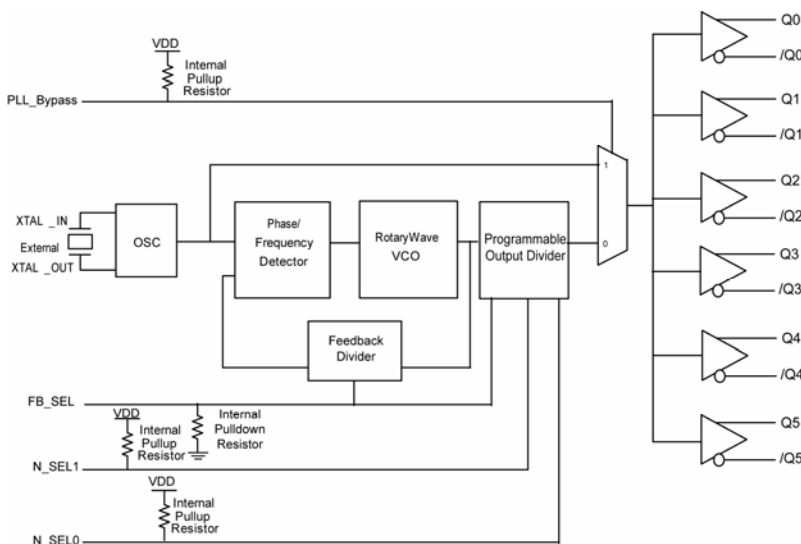 VDD
Internal
Pullup
Resistor
PLL_Bypass
1
0
XTAL _IN
External
XTAL _OUT
OSC
Phase/
Frequency
Detector
RotaryWave
VCO
Programmable
Output Divider
Feedback
Divider
FB_SEL
VDD
Internal
Pullup
Resistor
Internal
Pulldown
Resistor
N_SEL1
VDD
Internal
Pullup
Resistor
N_SEL0
Q0
/Q0
Q1
/Q1
Q2
/Q2
Q3
/Q3
Q4
/Q4
Q5
/Q5